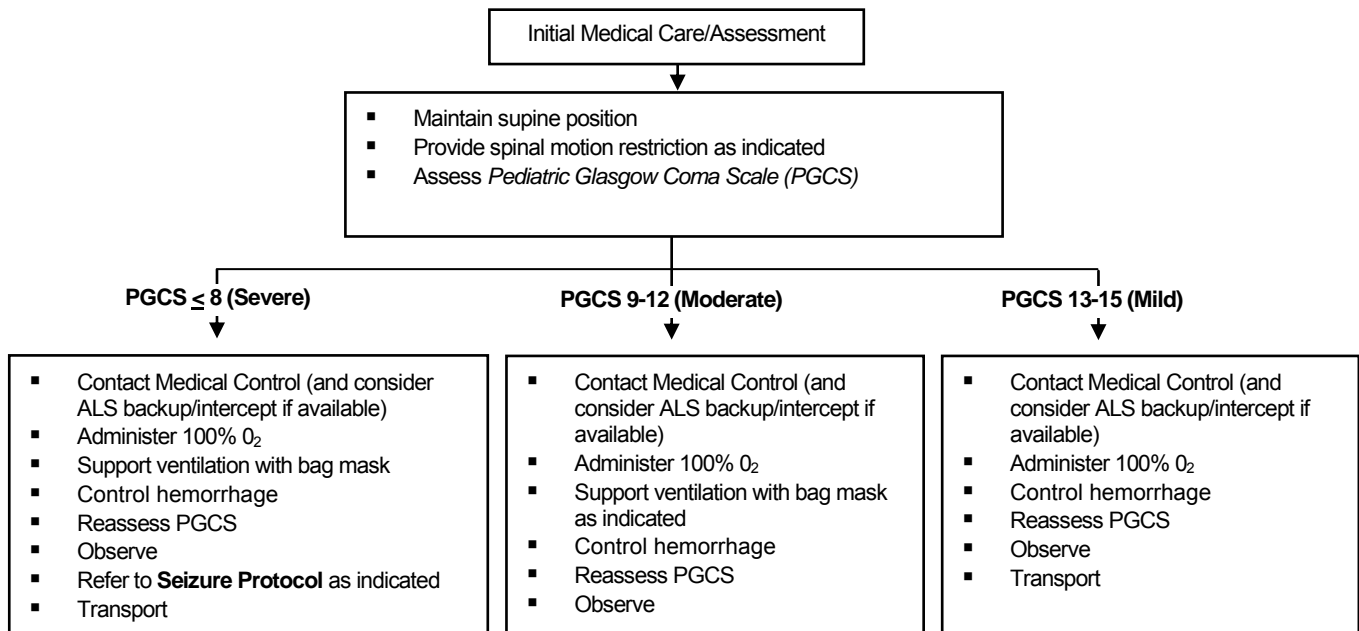 Initial Medical Care/Assessment
▪ Maintain supine position
▪ Provide spinal motion restriction as indicated
▪ Assess Pediatric Glasgow Coma Scale (PGCS)
PGCS ≤ 8 (Severe)
PGCS 9-12 (Moderate)
PGCS 13-15 (Mild)
▪ Contact Medical Control (and consider
ALS backup/intercept if available)
▪ Administer 100% 0₂
▪ Support ventilation with bag mask
▪ Control hemorrhage
▪ Reassess PGCS
▪ Observe
▪ Refer to Seizure Protocol as indicated
▪ Transport
▪ Contact Medical Control (and
consider ALS backup/intercept if
available)
▪ Administer 100% 0₂
▪ Support ventilation with bag mask
as indicated
▪ Control hemorrhage
▪ Reassess PGCS
▪ Observe
▪ Contact Medical Control (and
consider ALS backup/intercept if
available)
▪ Administer 100% 0₂
▪ Control hemorrhage
▪ Reassess PGCS
▪ Observe
▪ Transport